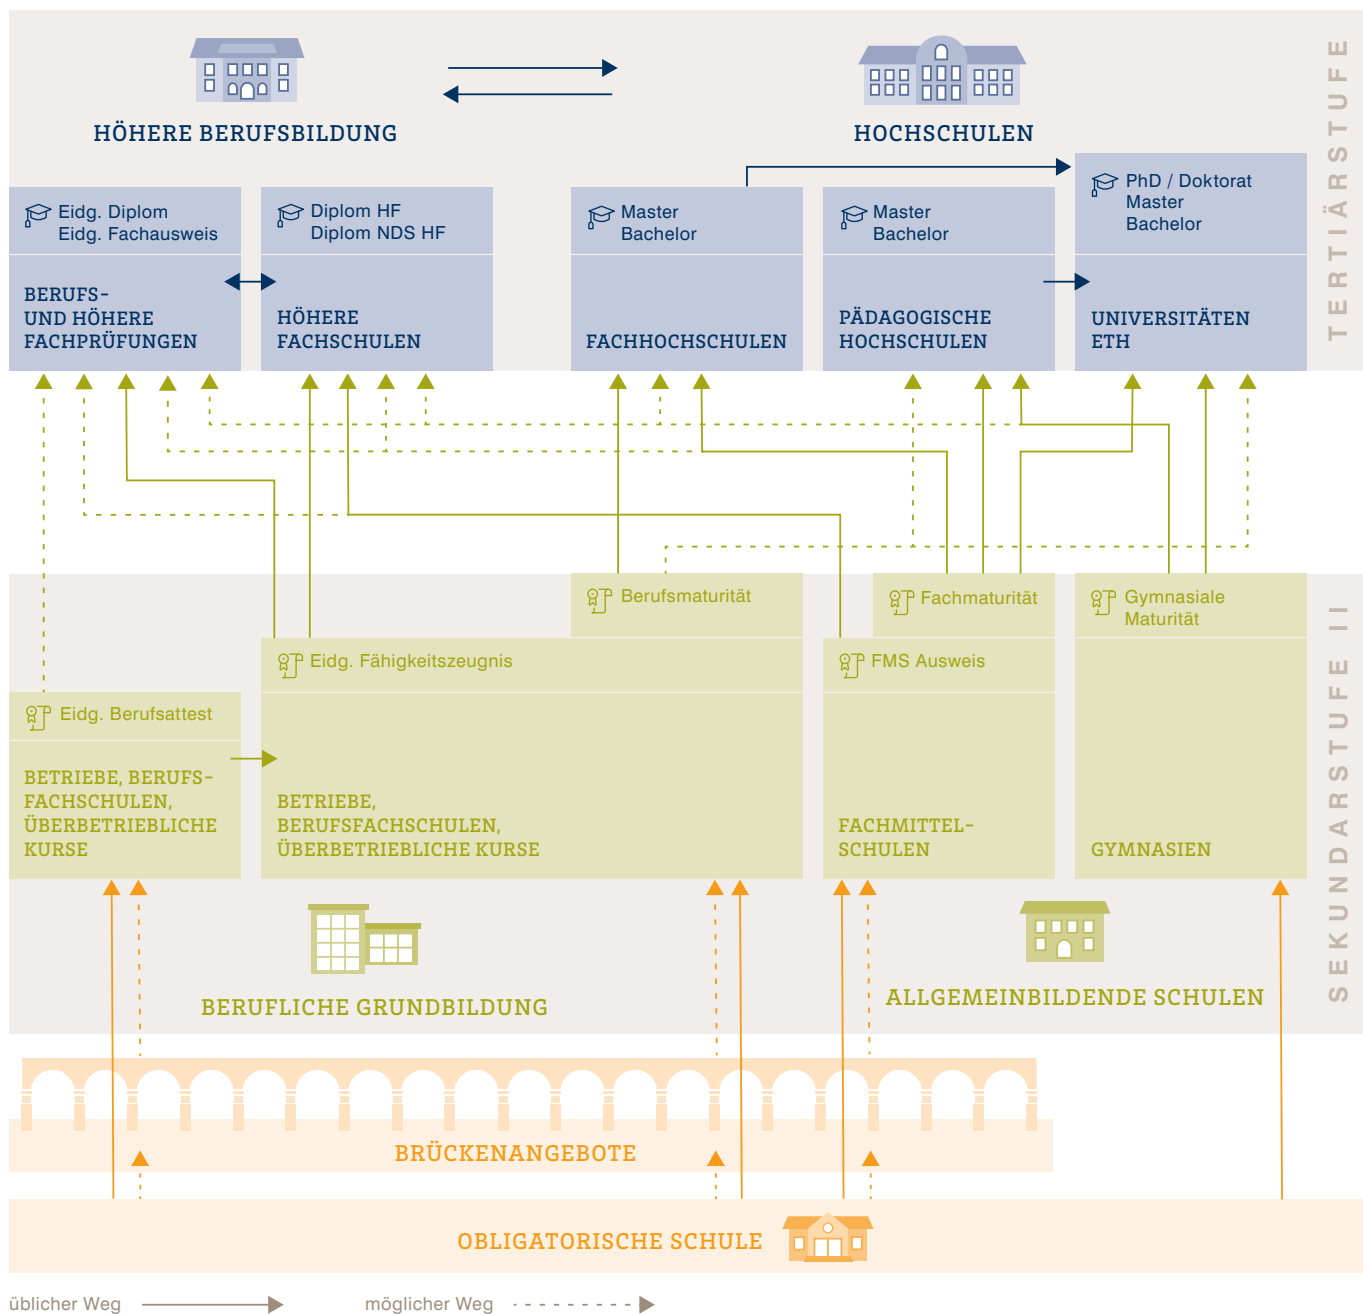 HÖHERE BERUFSBILDUNG
HOCHSCHULEN
TERTIÄRSTUFE
Eidg. Diplom
Eidg. Fachausweis
BERUFS-
UND HÖHERE
FACHPRÜFUNGEN
Diplom HF
Diplom NDS HF
HÖHERE
FACHSCHULEN
Master
Bachelor
FACHHOCHSCHULEN
Master
Bachelor
PÄDAGOGISCHE
HOCHSCHULEN
PhD / Doktorat
Master
Bachelor
UNIVERSITÄTEN
ETH
Berufsmaturität
Fachmaturität
Gymnasiale
Maturität
Eidg. Fähigkeitszeugnis
FMS Ausweis
Eidg. Berufsattest
BETRIEBE, BERUFS-
FACHSCHULEN,
ÜBERBETRIEBLICHE
KURSE
BETRIEBE,
BERUFSFACHSCHULEN,
ÜBERBETRIEBLICHE KURSE
FACHMITTEL-
SCHULEN
GYMNASIEN
SEKUNDARSTUFE II
BERUFLICHE GRUNDBILDUNG
ALLGEMEINBILDENDE SCHULEN
BRÜCKENANGEBOTE
OBLIGATORISCHE SCHULE
üblicher Weg
möglicher Weg